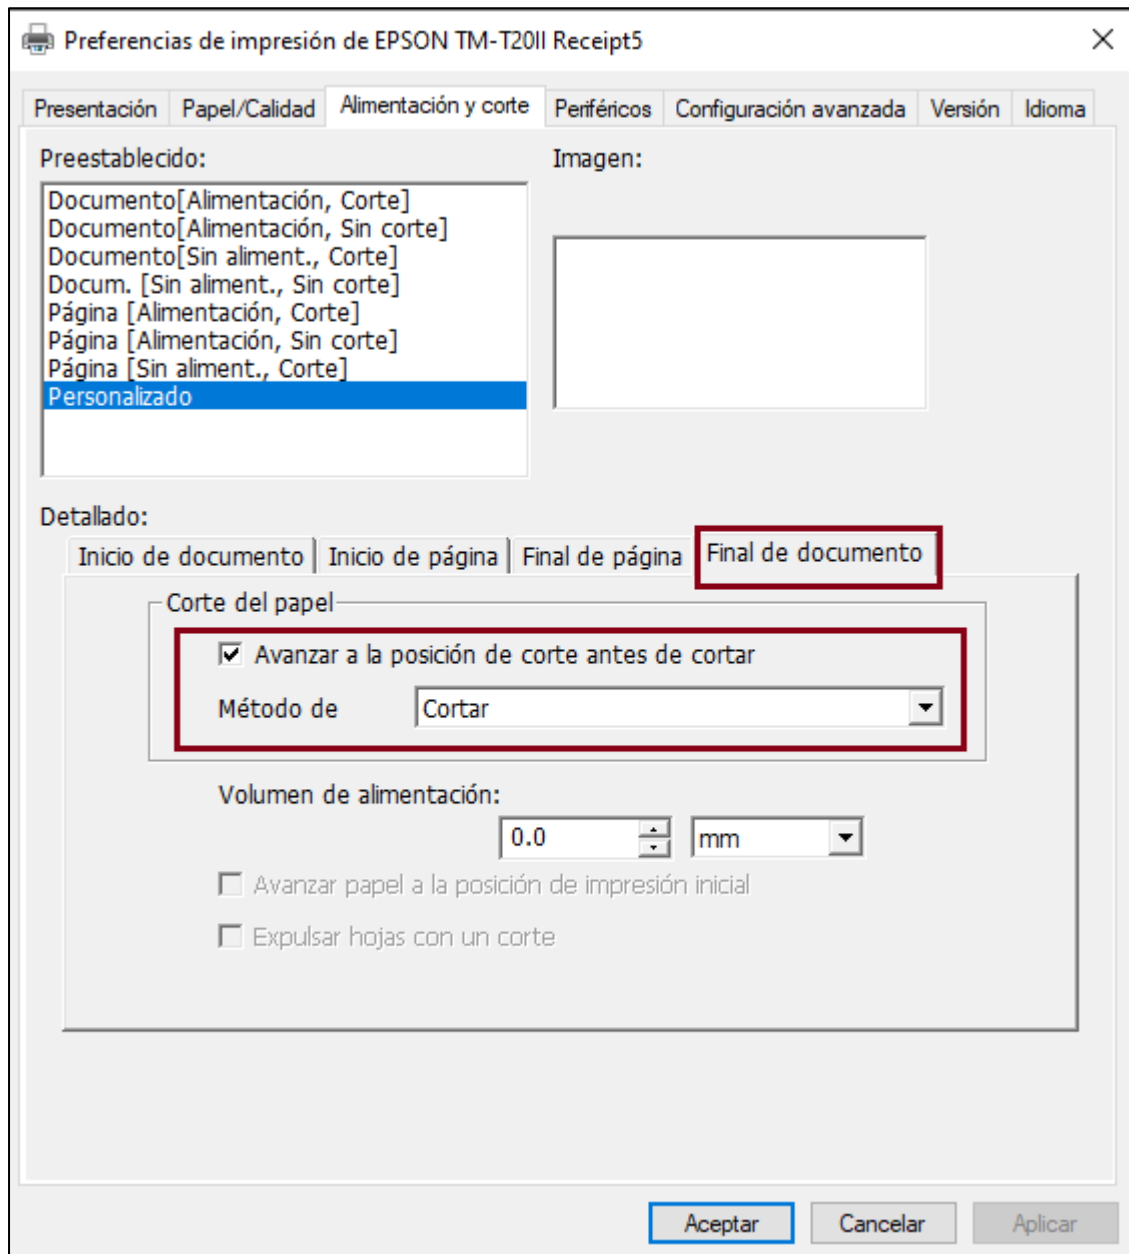 Preferencias de impresión de EPSON TM-T20II Receipt5
Presentación Papel/Calidad Alimentación y corte Periféricos Configuración avanzada Versión Idioma
Preestablecido: Imagen:
Documento[Alimentación, Corte]
Documento[Alimentación, Sin corte]
Documento[Sin aliment., Corte]
Docum. [Sin aliment., Sin corte]
Página [Alimentación, Corte]
Página [Alimentación, Sin corte]
Página [Sin aliment., Corte]
Personalizado
Detallado:
Inicio de documento Inicio de página Final de página Final de documento
Corte del papel
Avanzar a la posición de corte antes de cortar
Método de Cortar
Volumen de alimentación:
0.0 mm
Avanzar papel a la posición de impresión inicial
Expulsar hojas con un corte
Aceptar Cancelar Aplicar